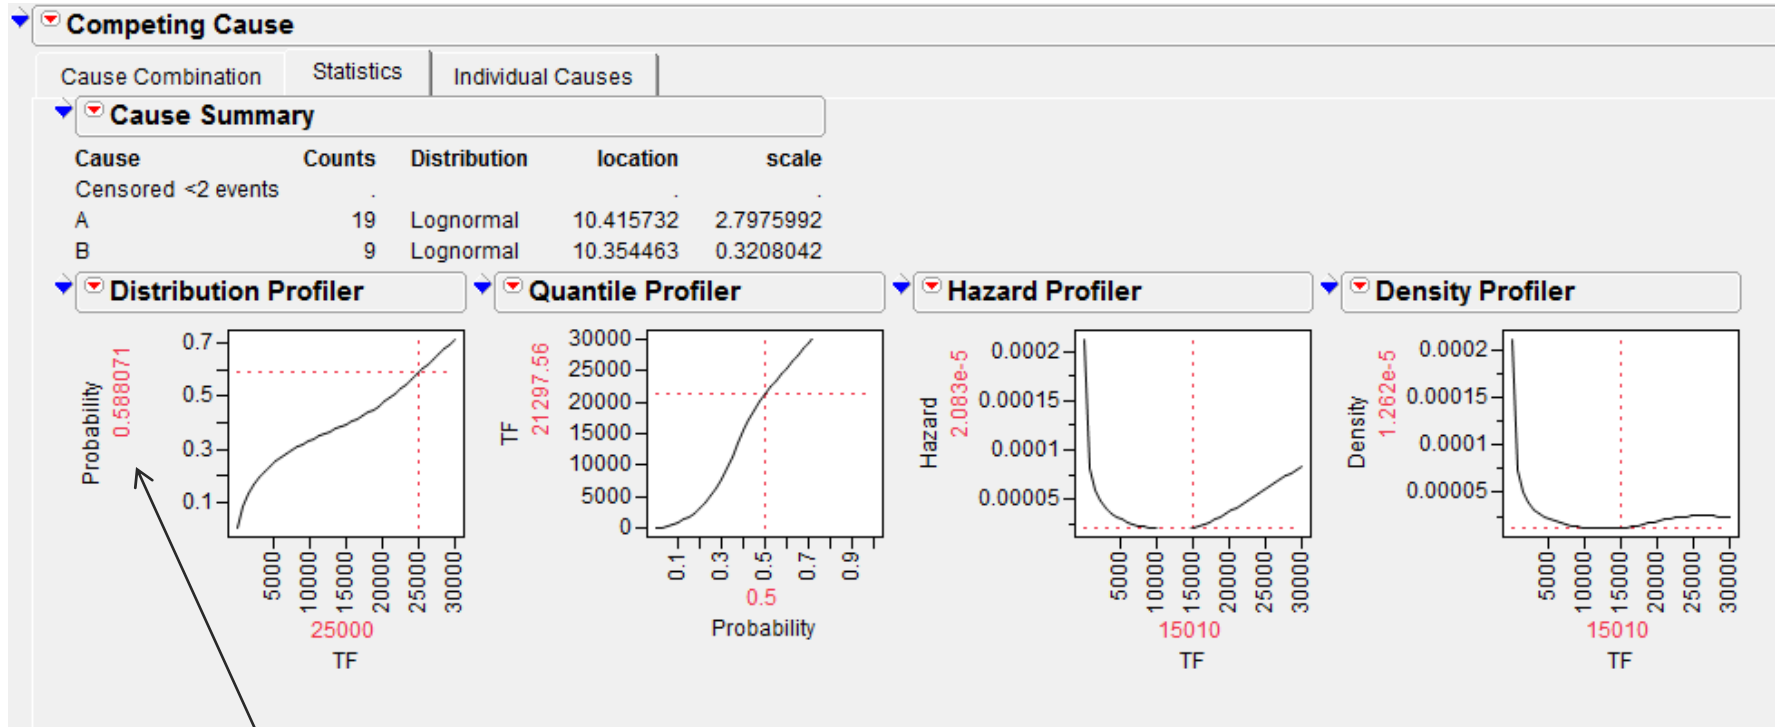 Competing Cause
Cause Combination Statistics Individual Causes
Cause Summary
Cause Counts Distribution location scale
Censored <2 events . . .
A 19 Lognormal 10.415732 2.7975992
B 9 Lognormal 10.354463 0.3208042
Distribution Profiler
Probability
0.588071
0.7
0.5
0.3
0.1
5000
10000
15000
20000
25000
30000
25000
TF
Quantile Profiler
TF
21297.56
30000
25000
20000
15000
10000
5000
0
0.1
0.3
0.5
0.7
0.9
0.5
Probability
Hazard Profiler
Hazard
2.083e-5
0.0002
0.00015
0.0001
0.00005
5000
10000
15000
20000
25000
30000
15010
TF
Density Profiler
Density
1.262e-5
0.0002
0.00015
0.0001
0.00005
5000
10000
15000
20000
25000
30000
15010
TF